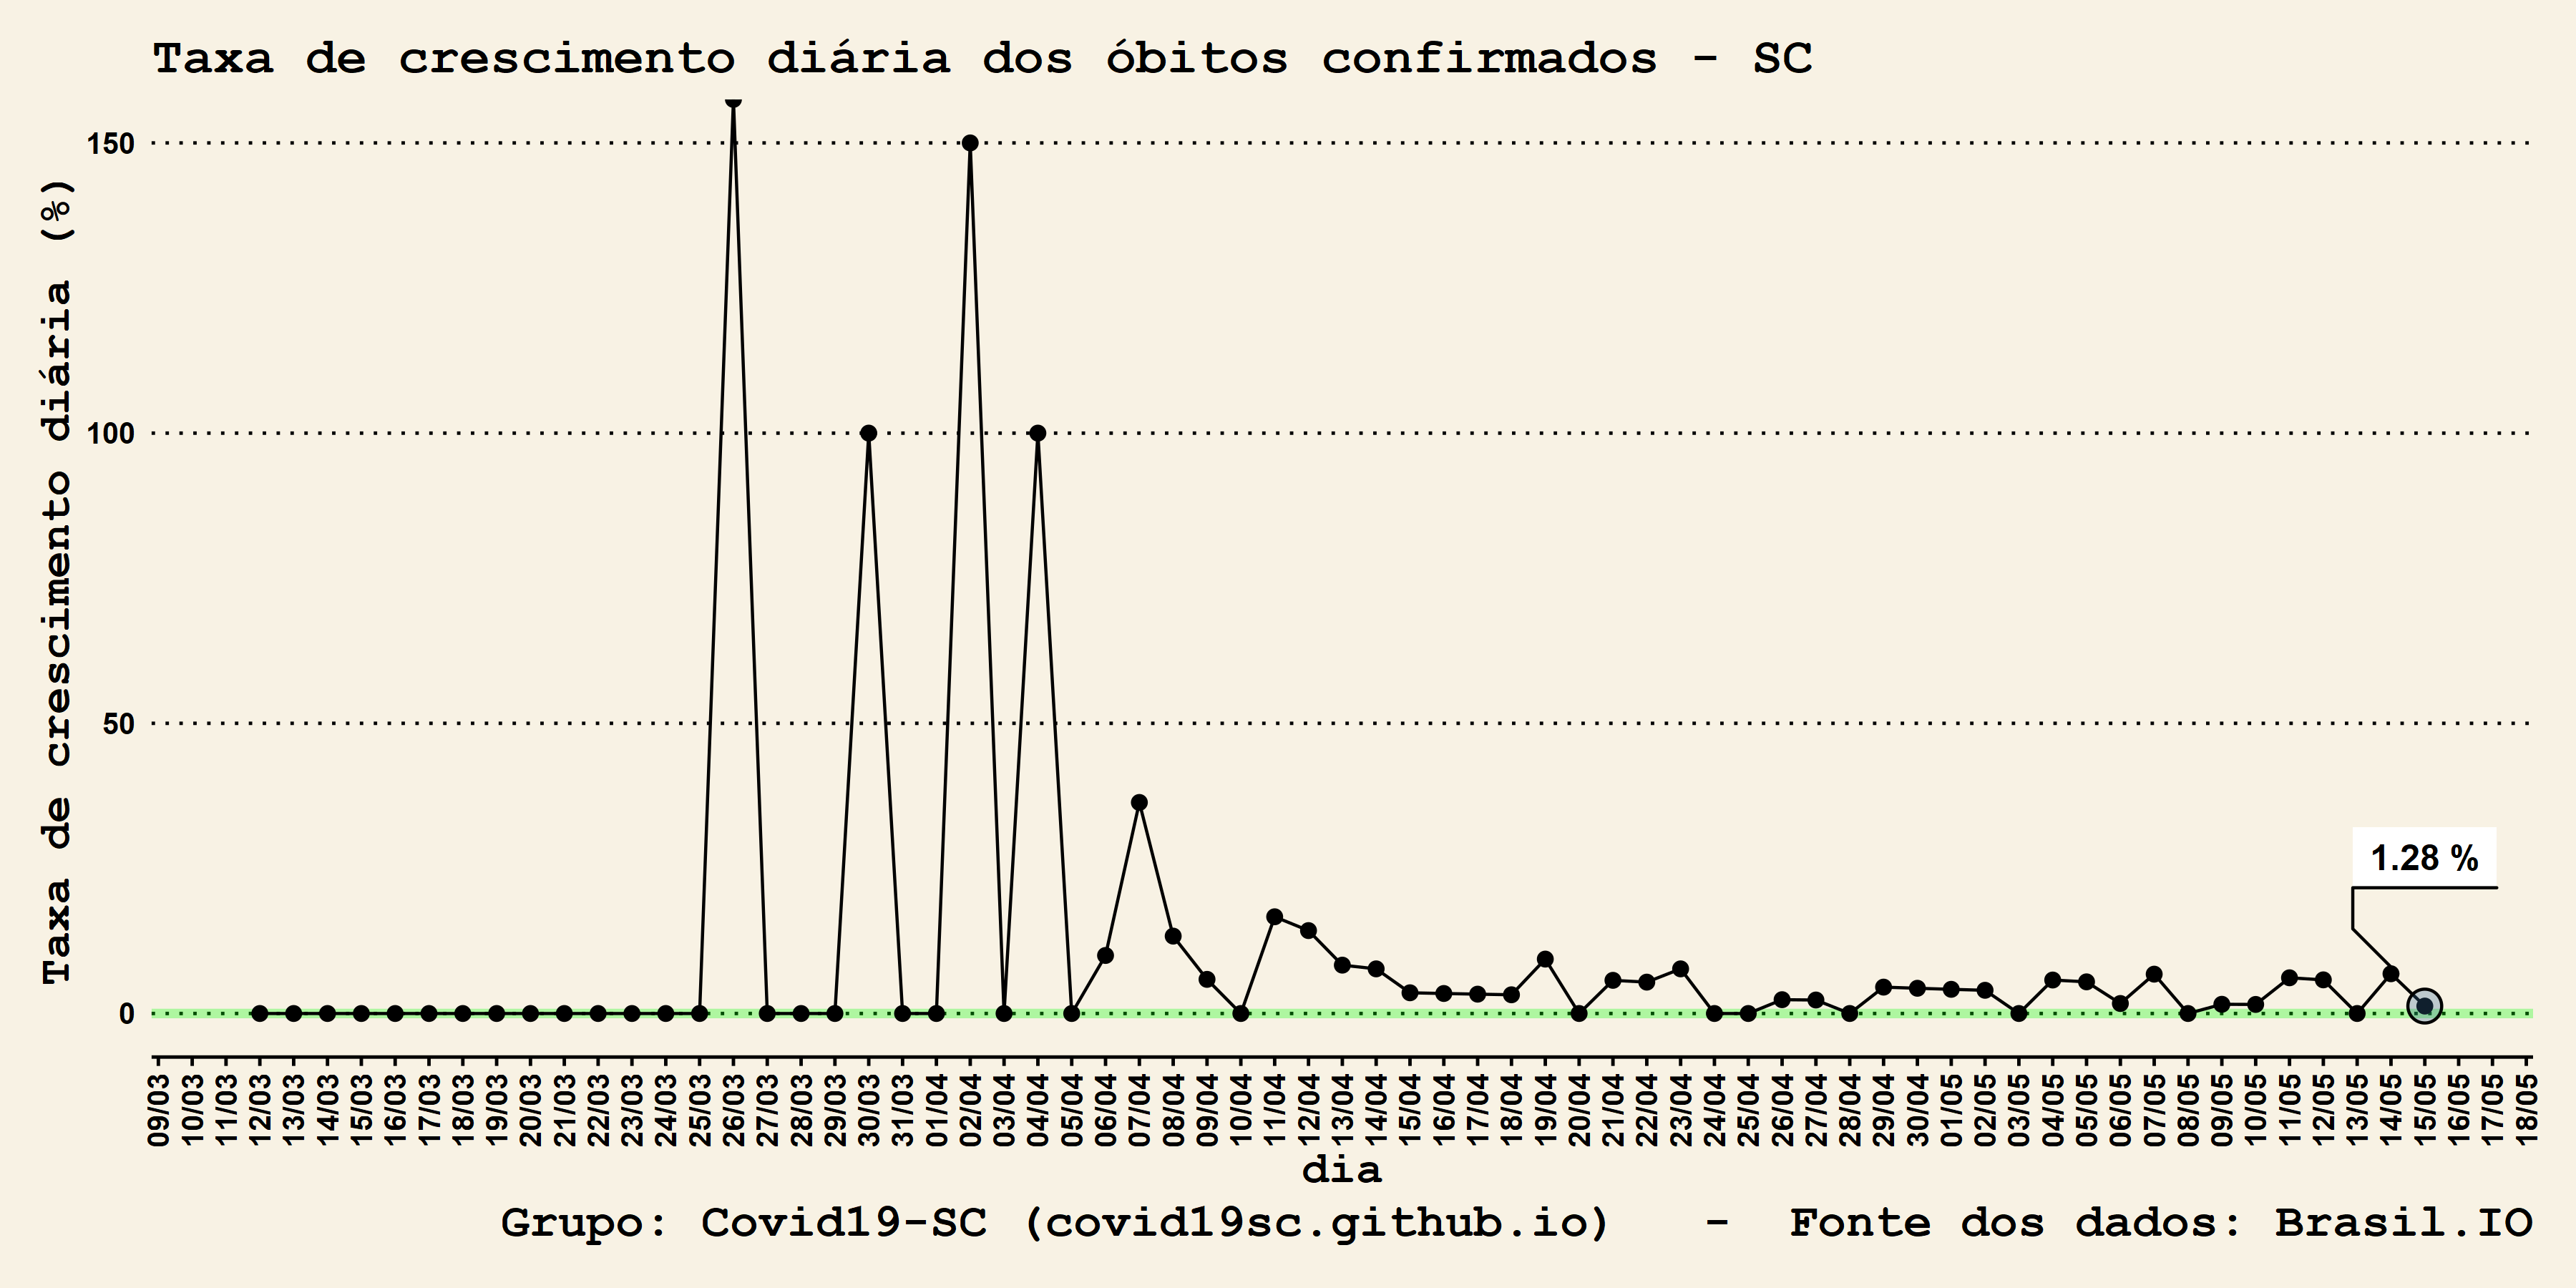 Taxa de crescimento diária dos óbitos confirmados - SC
Taxa de crescimento diária (%)
150
100
50
0
1.28 %
09/03 10/03 11/03 12/03 13/03 14/03 15/03 16/03 17/03 18/03 19/03 20/03 21/03 22/03 23/03 24/03 25/03 26/03 27/03 28/03 29/03 30/03 31/03 01/04 02/04 03/04 04/04 05/04 06/04 07/04 08/04 09/04 10/04 11/04 12/04 13/04 14/04 15/04 16/04 17/04 18/04 19/04 20/04 21/04 22/04 23/04 24/04 25/04 26/04 27/04 28/04 29/04 30/04 01/05 02/05 03/05 04/05 05/05 06/05 07/05 08/05 09/05 10/05 11/05 12/05 13/05 14/05 15/05 16/05 17/05 18/05
dia
Grupo: Covid19-SC (covid19sc.github.io) - Fonte dos dados: Brasil.IO